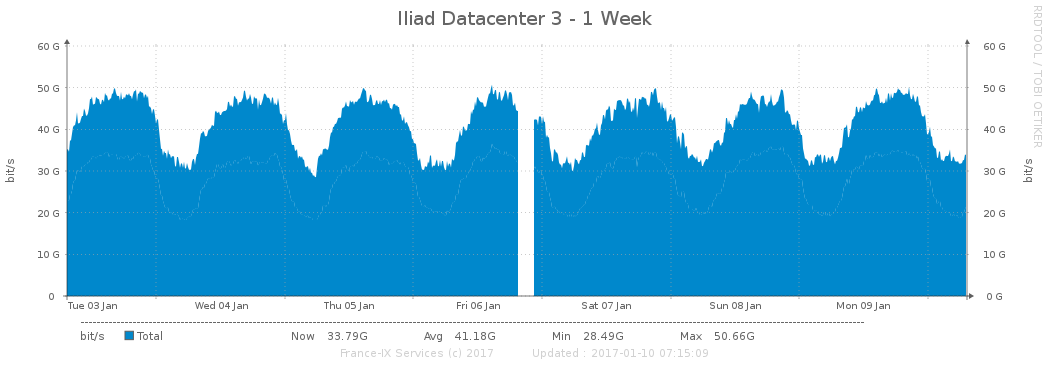 Iliad Datacenter 3 - 1 Week
RRDTOOL / TOBI OETIKER
60 G 60 G
50 G 50 G
40 G 40 G
30 G 30 G
20 G 20 G
10 G 10 G
0 0 G
bit/s bit/s
Tue 03 Jan Wed 04 Jan Thu 05 Jan Fri 06 Jan Sat 07 Jan Sun 08 Jan Mon 09 Jan
bit/s Total Now 33.79G Avg 41.18G Min 28.49G Max 50.66G
France-IX Services (c) 2017 Updated : 2017-01-10 07:15:09